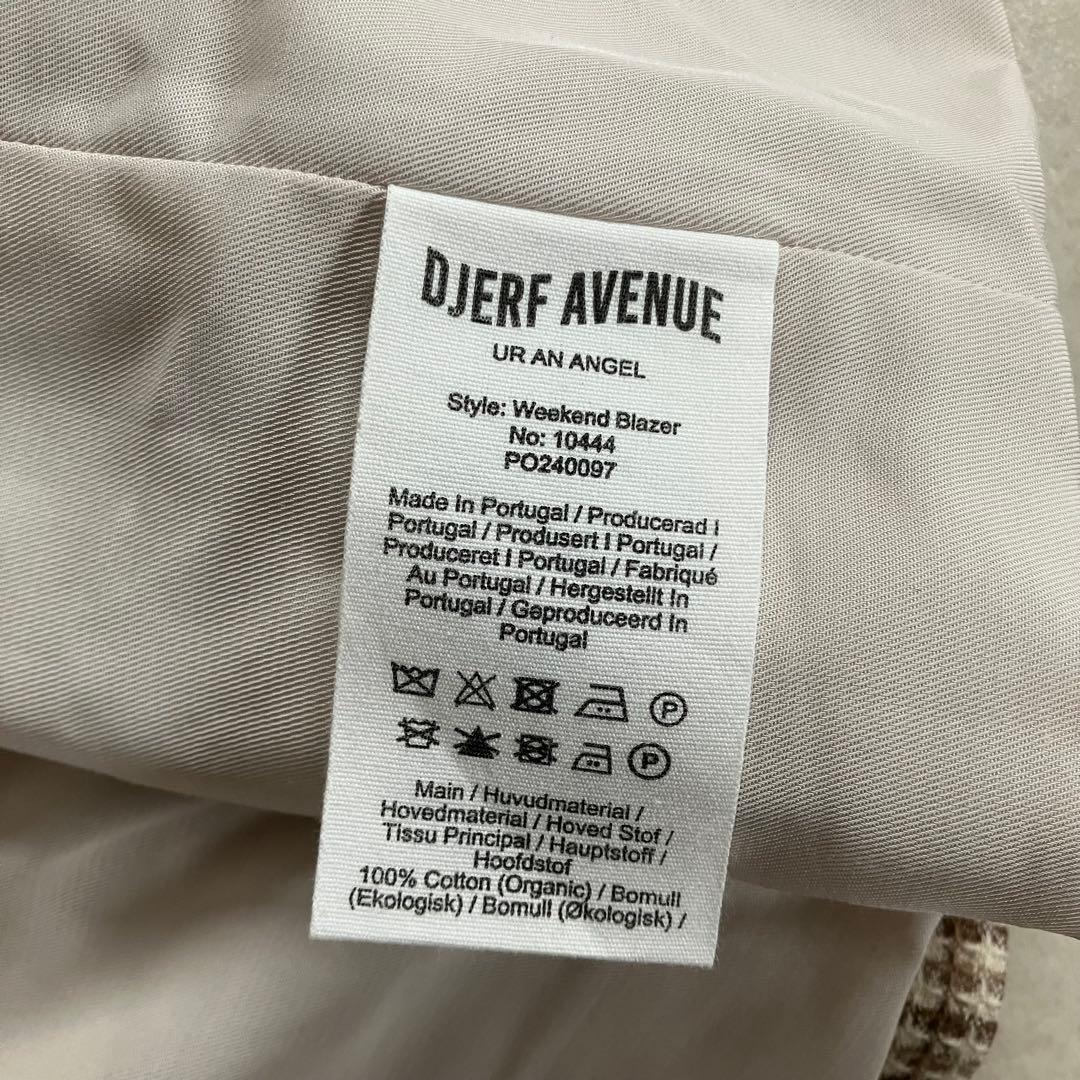 DJERF AVENUE
UR AN ANGEL
Style: Weekend Blazer
No: 10444
PO240097
Made In Portugal / Producerad I
Portugal / Produsert I Portugal /
Produceret I Portugal / Fabriqué
Au Portugal / Hergestellt In
Portugal / Geproduceerd In
Portugal
P
P
Main / Huvudmaterial /
Hovedmaterial / Hoved Stof /
Tissu Principal / Hauptstoff /
Hoofdstof
100% Cotton (Organic) / Bomull
(Ekologisk) / Bomull (Økologisk) /